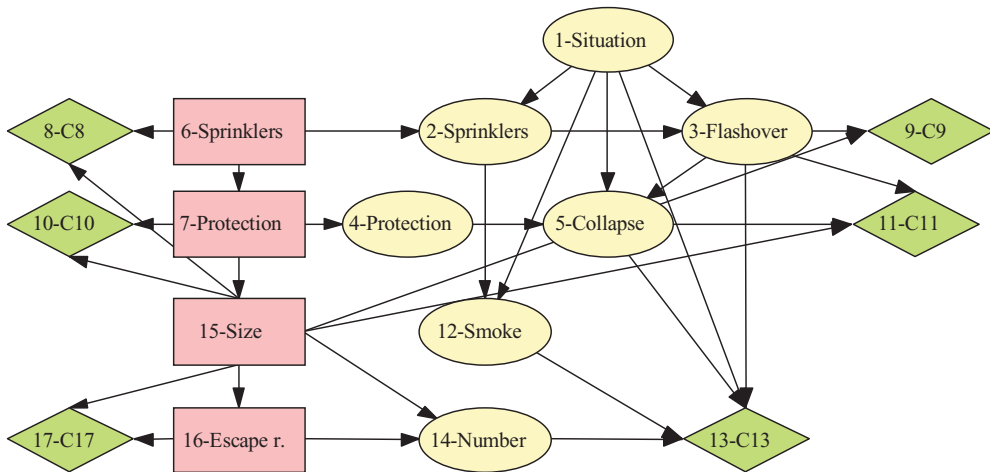 1-Situation
8-C8
6-Sprinklers
2-Sprinklers
3-Flashover
9-C9
10-C10
7-Protection
4-Protection
5-Collapse
11-C11
15-Size
12-Smoke
17-C17
16-Escape r.
14-Number
13-C13